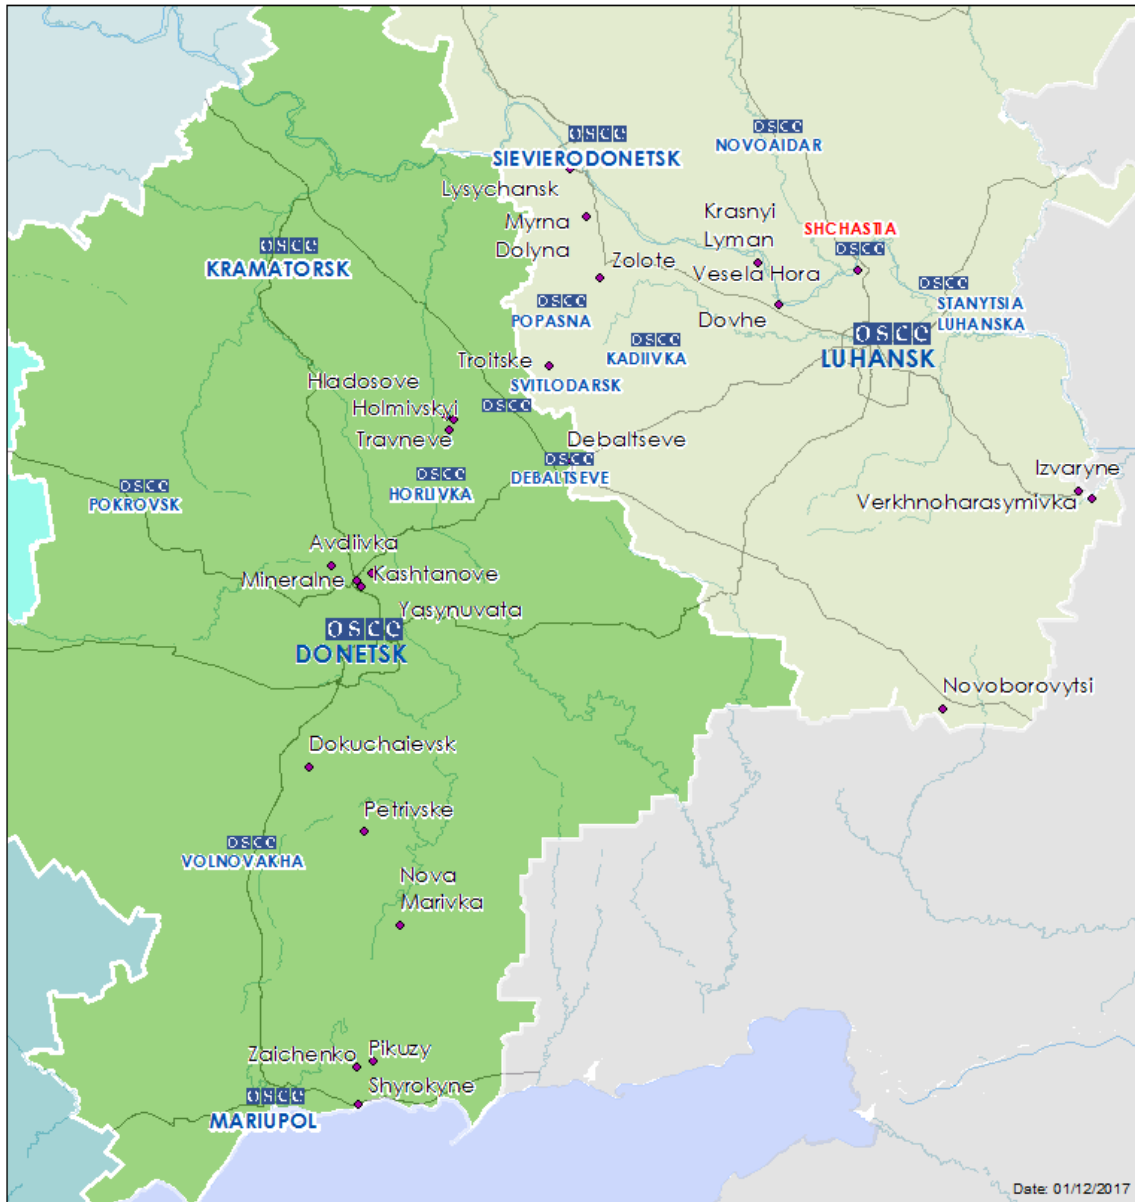 OSCE
SIEVIERODONETSK
OSCE
NOVOAIDAR
Lysychansk
Myrna
Dolyna
Krasnyi
Lyman
SHCHASTIA
OSCE
OSCE
KRAMATORSK
Zolote
Vesela Hora
OSCE
STANYTSIA
LUHANSKA
OSCE
POPASNA
Dovhe
OSCE
KADIIVKA
OSCE
LUHANSK
Troitske
SVITLODARSK
OSCE
Hladosove
Holmivskyi
Travneve
Debaltseve
OSCE
DEBALTSEVE
OSCE
HORLIVKA
OSCE
POKROVSK
Izvaryne
Verkhnoharasymivka
Avdiivka
Kashtanove
Mineralne
Yasynuvata
OSCE
DONETSK
Novoborovytsi
Dokuchaievsk
Petrivske
OSCE
VOLNOVAKHA
Nova
Marivka
Zaichenko
Pikuzy
Shyrokyne
OSCE
MARIUPOL
Date: 01/12/2017